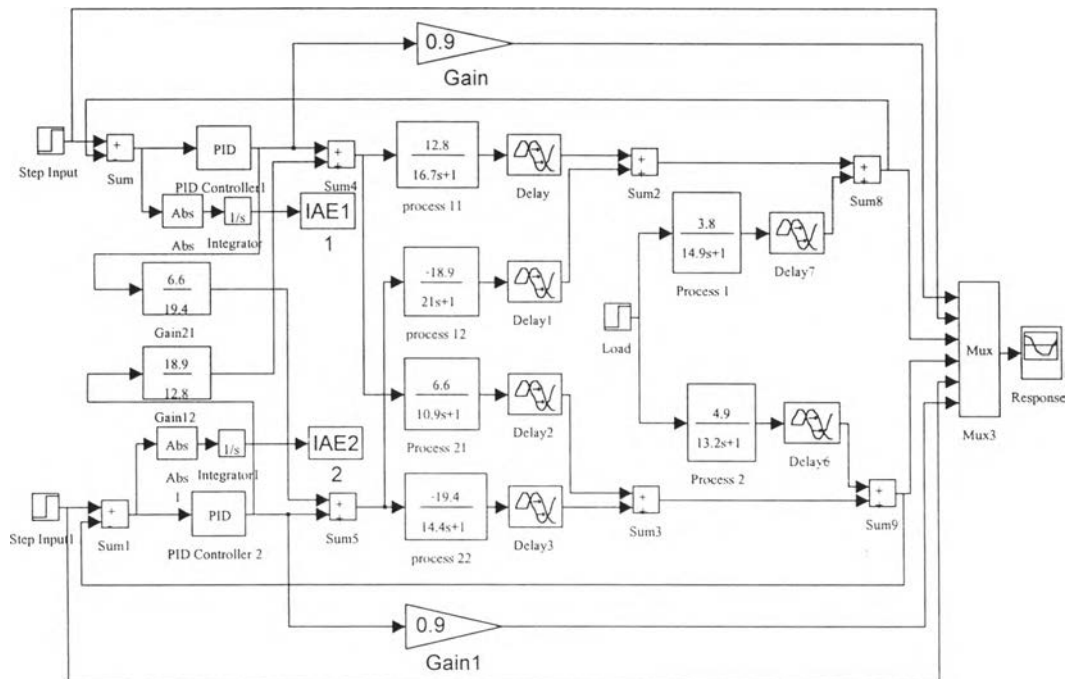 0.9
Gain
Step Input
+
-
Sum
PID
PID Controller1
+
+
Sum4
12.8
16.7s+1
process 11
Delay
+
+
Sum2
+
+
Sum8
Abs
Abs
1/s
Integrator
IAE1
1
3.8
14.9s+1
Process 1
Delay7
6.6
19.4
Gain21
-18.9
21s+1
process 12
Delay1
Load
Mux
Mux3
Response
18.9
12.8
Gain12
6.6
10.9s+1
Process 21
Delay2
4.9
13.2s+1
Process 2
Delay6
Abs
Abs
1
1/s
Integrator1
IAE2
2
Step Input1
+
-
Sum1
PID
PID Controller 2
+
+
Sum5
-19.4
14.4s+1
process 22
Delay3
+
+
Sum3
+
+
Sum9
0.9
Gain1